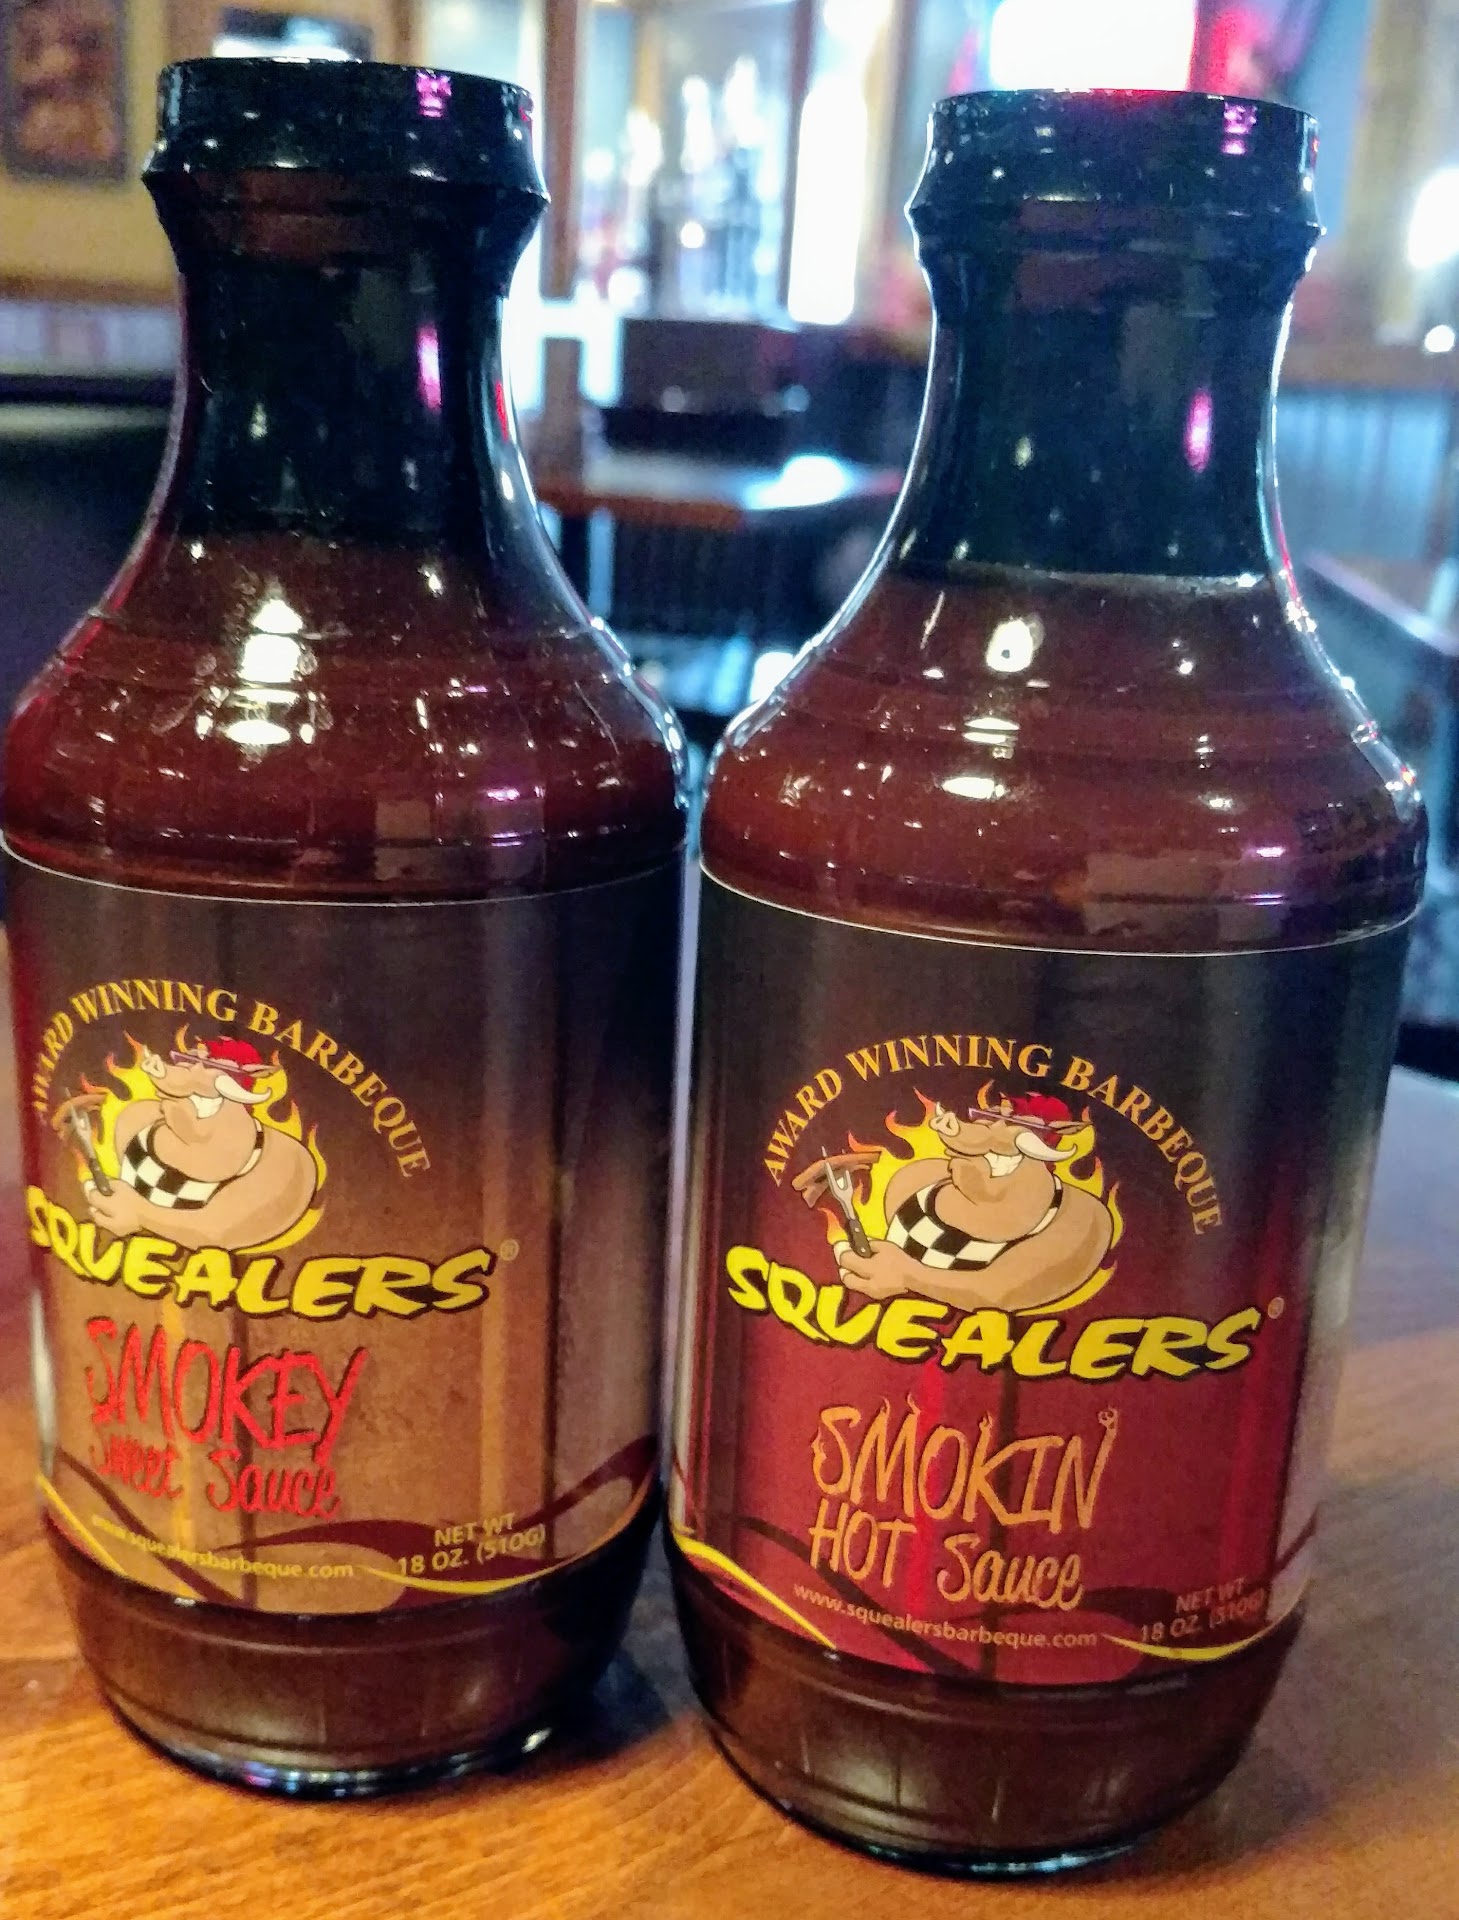 AWARD WINNING BARBEQUE
SQUEALERS®
SMOKEY
Sweet Sauce
www.squealersbarbeque.com
NET WT
18 OZ. (510G)
AWARD WINNING BARBEQUE
SQUEALERS®
SMOKIN
HOT Sauce
www.squealersbarbeque.com
NET WT
18 OZ. (510G)